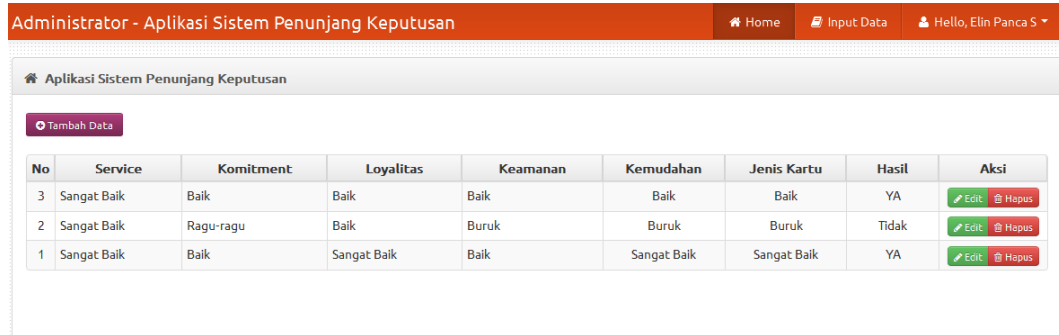 Administrator - Aplikasi Sistem Penunjang Keputusan Home Input Data Hello, Elin Panca S
Aplikasi Sistem Penunjang Keputusan
Tambah Data
No Service Komitment Loyalitas Keamanan Kemudahan Jenis Kartu Hasil Aksi
3 Sangat Baik Baik Baik Baik Baik Baik YA Edit Hapus
2 Sangat Baik Ragu-ragu Baik Buruk Buruk Buruk Tidak Edit Hapus
1 Sangat Baik Baik Sangat Baik Baik Sangat Baik Sangat Baik YA Edit Hapus